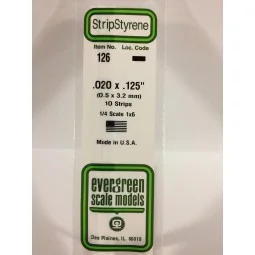 StripStyrene
Item No. Loc. Code
126
.020 x .125"
(0.5 x 3.2 mm)
10 Strips
1/4 Scale 1x6
Made in U.S.A.
evergreen
scale models
Des Plaines, IL 60018